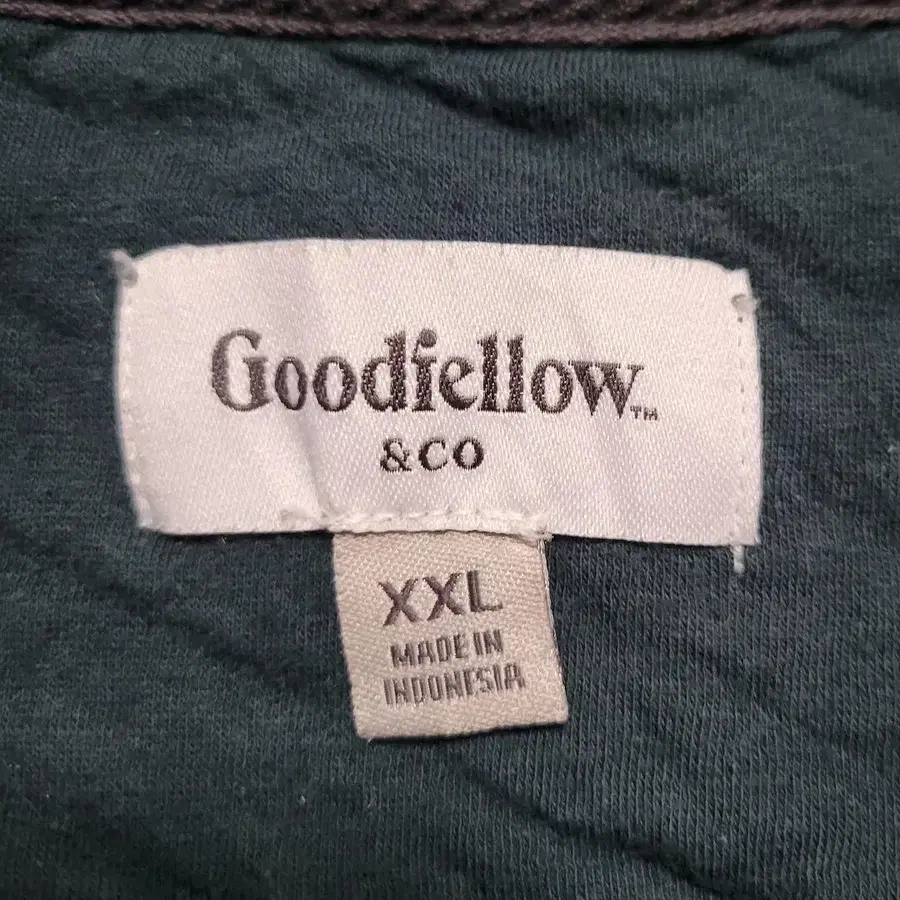 Goodfellow™
& CO
XXL
MADE IN
INDONESIA